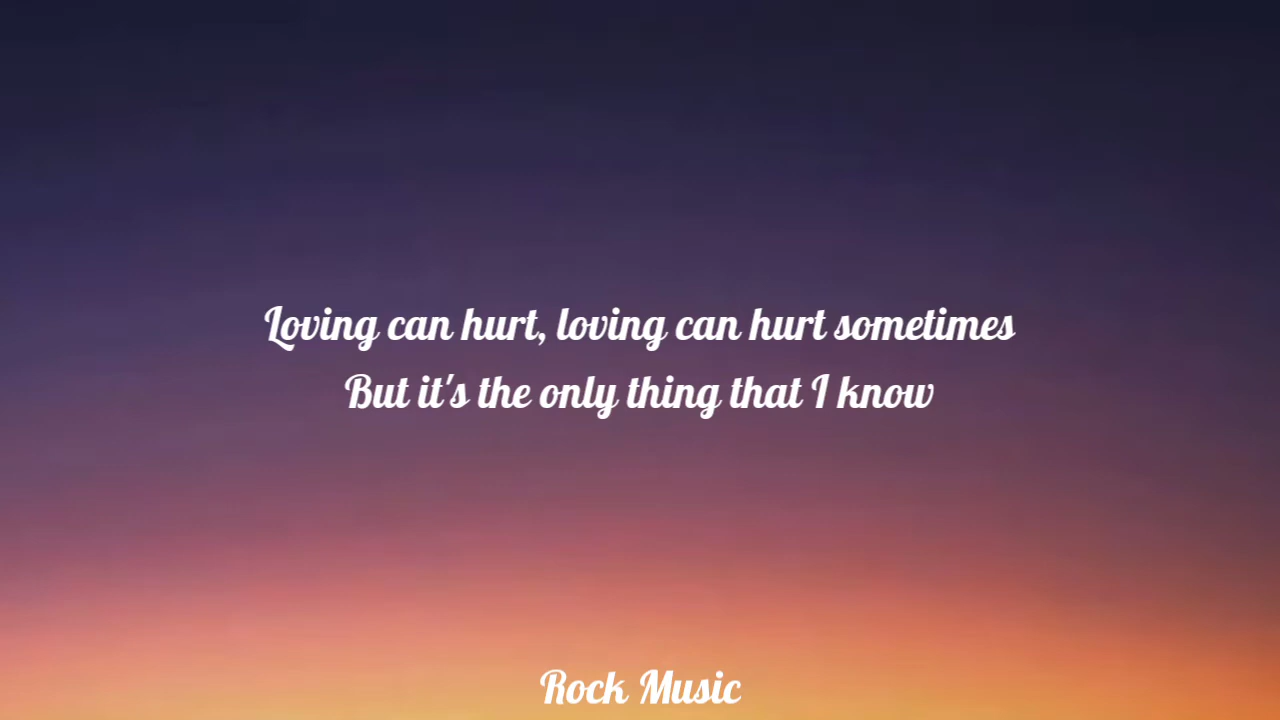 Loving can hurt, loving can hurt sometimes
But it's the only thing that I know
Rock Music